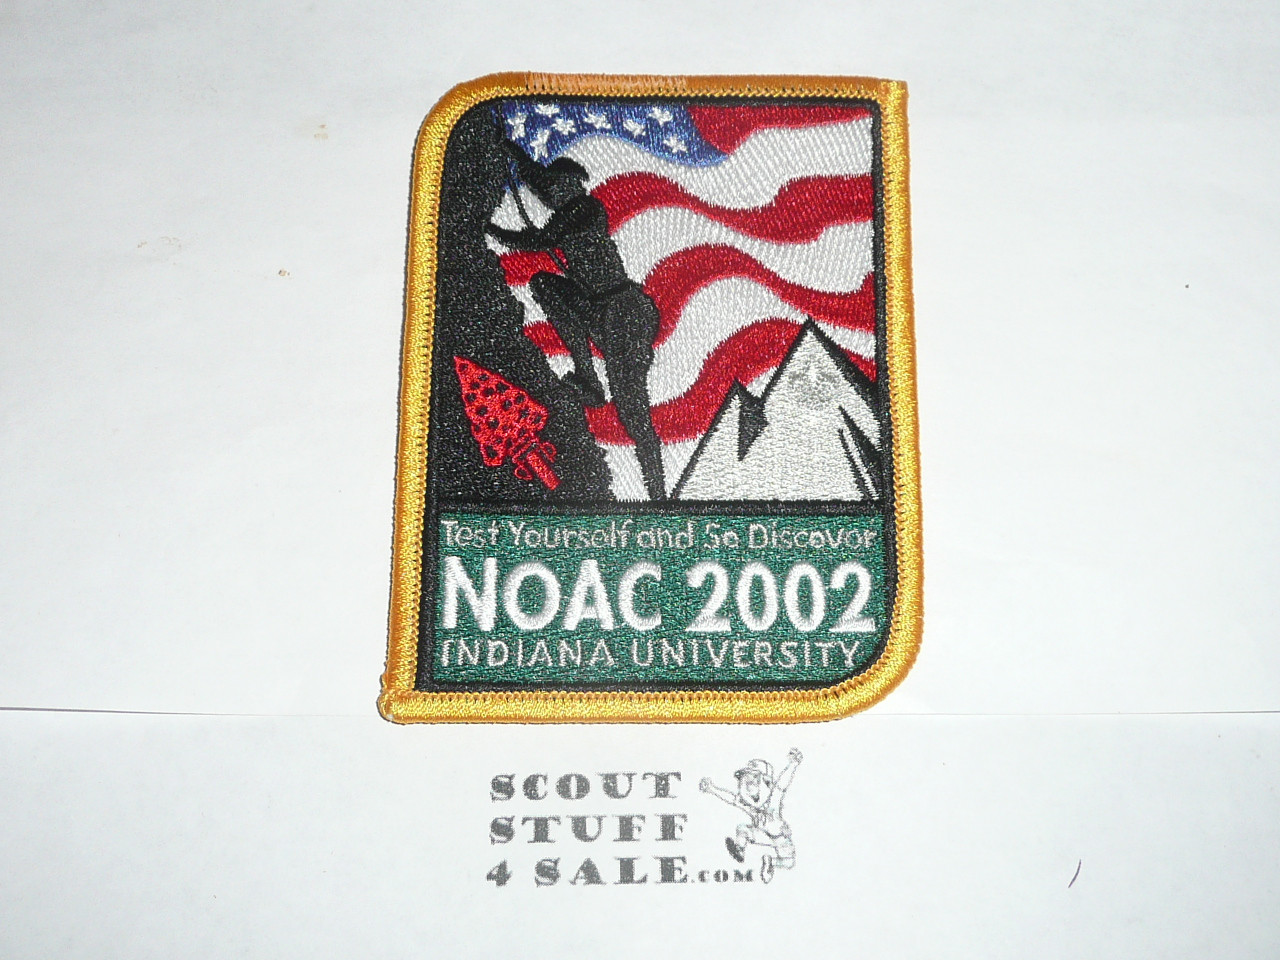 Test Yourself and So Discover
NOAC 2002
INDIANA UNIVERSITY
SCOUT
STUFF
4 SALE.COM